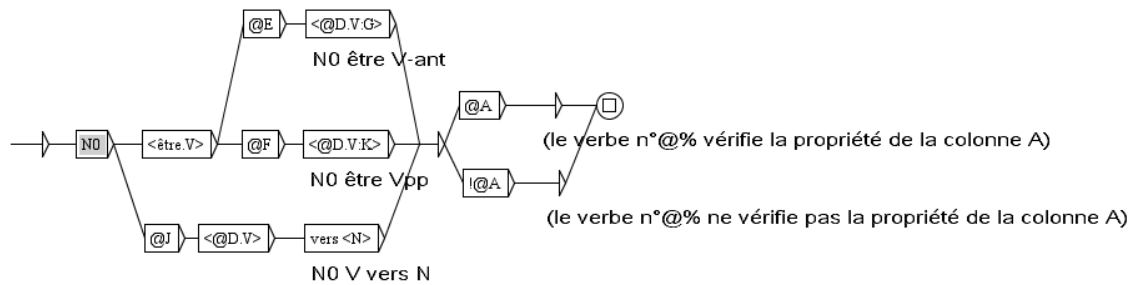 @E <@D.V:G>
N0 être V-ant
@A
N0 <être.V> @F <@D.V:K>
(le verbe n°@% vérifie la propriété de la colonne A)
N0 être Vpp
!@A
(le verbe n°@% ne vérifie pas la propriété de la colonne A)
@J <@D.V> vers <N>
N0 V vers N